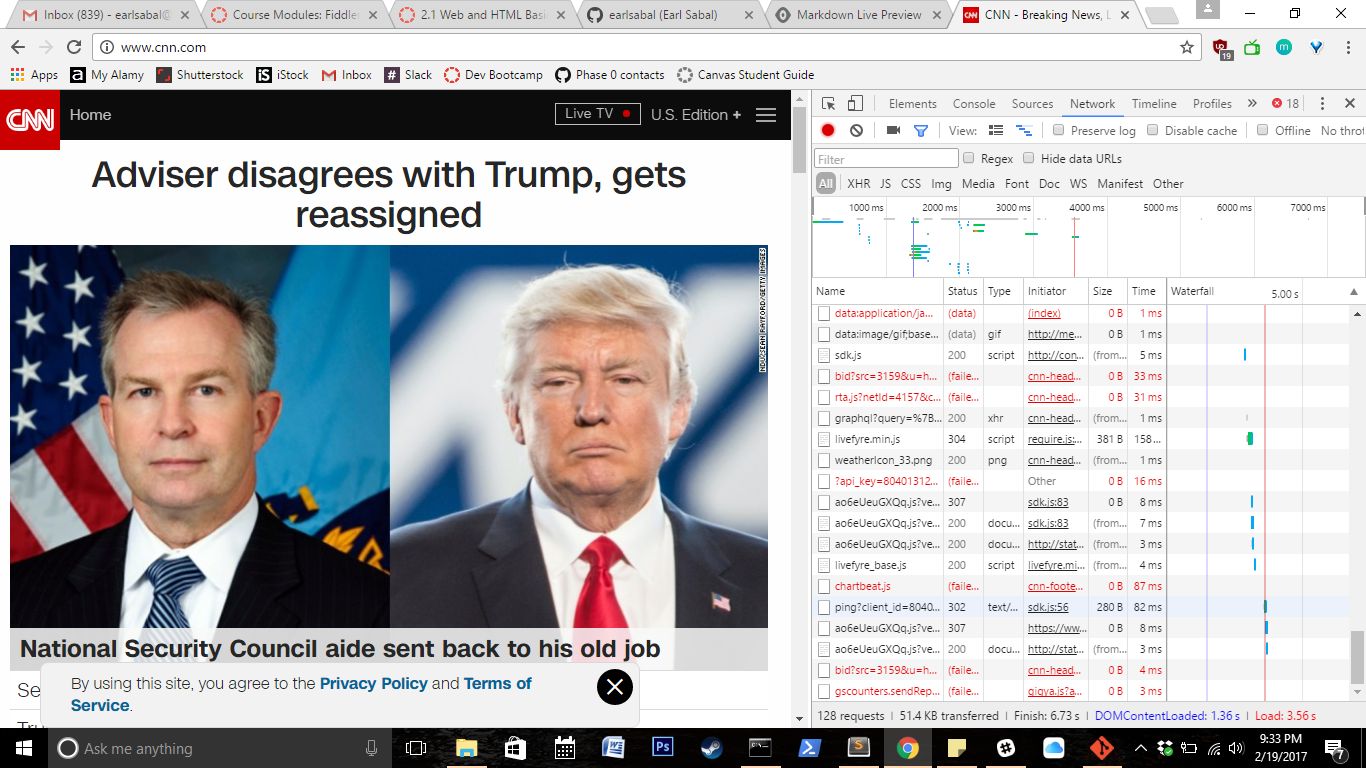 Inbox (839) - earlsabal@
Course Modules: Fiddler
2.1 Web and HTML Basi
earlsabal (Earl Sabal)
Markdown Live Preview
CNN - Breaking News, L
www.cnn.com
19
Apps
My Alamy
Shutterstock
iStock
Inbox
Slack
Dev Bootcamp
Phase 0 contacts
Canvas Student Guide
CNN
Home
Live TV
U.S. Edition +
Adviser disagrees with Trump, gets
reassigned
NDU/SEAN RAYFORD/GETTY IMAGES
National Security Council aide sent back to his old job
Se
By using this site, you agree to the Privacy Policy and Terms of
Service.
Elements Console Sources Network Timeline Profiles » 18
View: Preserve log Disable cache Offline No thrott
Filter Regex Hide data URLs
All XHR JS CSS Img Media Font Doc WS Manifest Other
1000 ms 2000 ms 3000 ms 4000 ms 5000 ms 6000 ms 7000 ms
Name Status Type Initiator Size Time Waterfall 5.00 s
data:application/ja... (data) (index) 0 B 1 ms
data:image/gif;base... (data) gif http://me... 0 B 1 ms
sdk.js 200 script http://con... (from... 5 ms
bid?src=3159&u=h... (faile... cnn-head... 0 B 33 ms
rta.js?netId=4157&c... (faile... cnn-head... 0 B 31 ms
graphql?query=%7B... 200 xhr cnn-head... (from... 1 ms
livefyre.min.js 304 script require.js:... 381 B 158...
weatherIcon_33.png 200 png cnn-head... (from... 1 ms
?api_key=80401312... (faile... Other 0 B 16 ms
ao6eUeuGXQq.js?ve... 307 sdk.js:83 0 B 8 ms
ao6eUeuGXQq.js?ve... 200 docu... sdk.js:83 (from... 7 ms
ao6eUeuGXQq.js?ve... 200 docu... http://stat... (from... 3 ms
livefyre_base.js 200 script livefyre.mi... (from... 4 ms
chartbeat.js (faile... cnn-foote... 0 B 87 ms
ping?client_id=8040... 302 text/... sdk.js:56 280 B 82 ms
ao6eUeuGXQq.js?ve... 307 https://ww... 0 B 8 ms
ao6eUeuGXQq.js?ve... 200 docu... http://stat... (from... 3 ms
bid?src=3159&u=h... (faile... cnn-head... 0 B 4 ms
gscounters.sendRep... (faile... gigya.js?a... 0 B 3 ms
128 requests | 51.4 KB transferred | Finish: 6.73 s | DOMContentLoaded: 1.36 s | Load: 3.56 s
Ask me anything
9:33 PM
2/19/2017
7